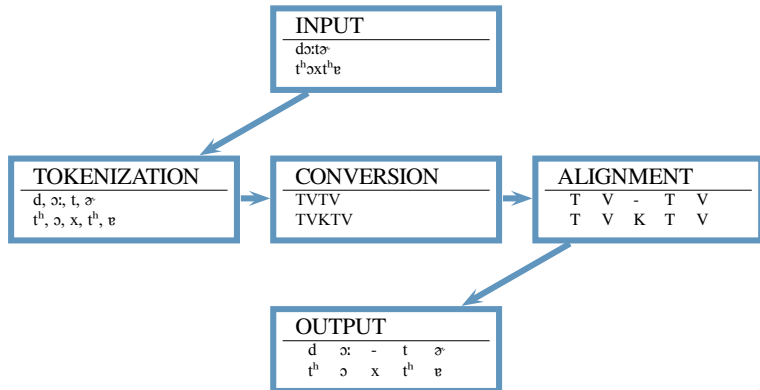 INPUT
dɔːtɚ
tʰɔxtʰɐ
TOKENIZATION
d, ɔː, t, ɚ
tʰ, ɔ, x, tʰ, ɐ
CONVERSION
TVTV
TVKTV
ALIGNMENT
T V - T V
T V K T V
OUTPUT
d ɔː - t ɚ
tʰ ɔ x tʰ ɐ